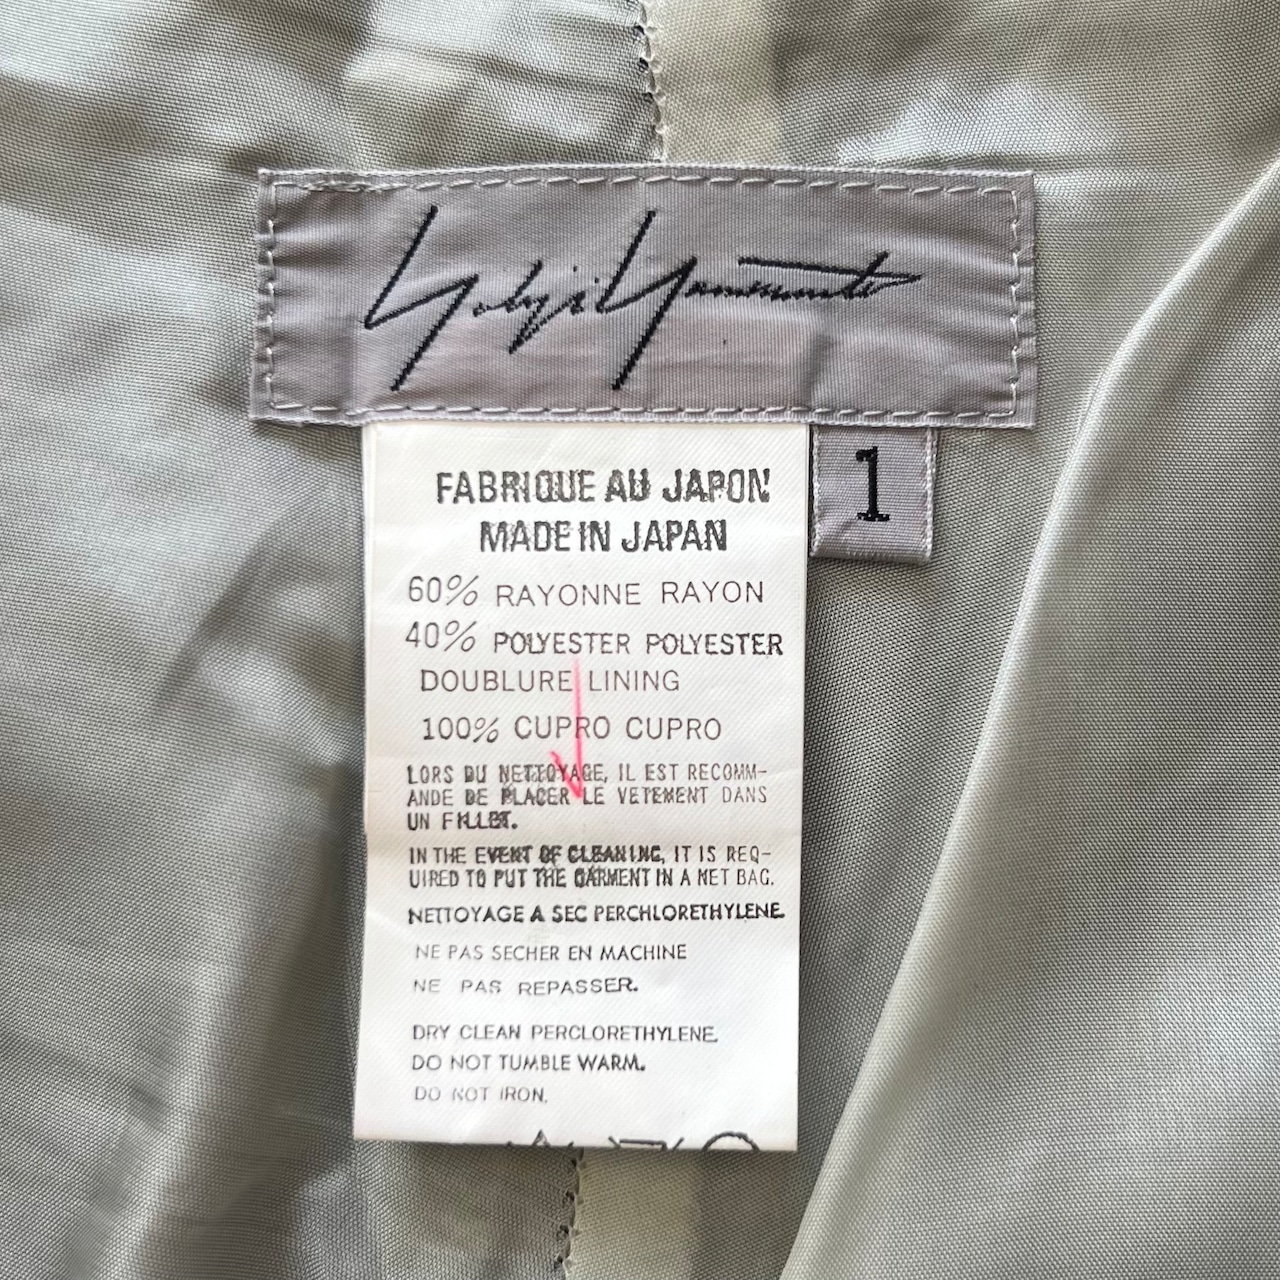 Yohji Yamamoto
1
FABRIQUE AU JAPON
MADE IN JAPAN
60% RAYONNE RAYON
40% POLYESTER POLYESTER
DOUBLURE LINING
100% CUPRO CUPRO
LORS DU NETTOYAGE, IL EST RECOMM-
ANDE DE PLACER LE VETEMENT DANS
UN FILLET.
IN THE EVENT OF CLEANING, IT IS REQ-
UIRED TO PUT THE GARMENT IN A NET BAG.
NETTOYAGE A SEC PERCHLORETHYLENE.
NE PAS SECHER EN MACHINE
NE PAS REPASSER.
DRY CLEAN PERCLORETHYLENE.
DO NOT TUMBLE WARM.
DO NOT IRON.